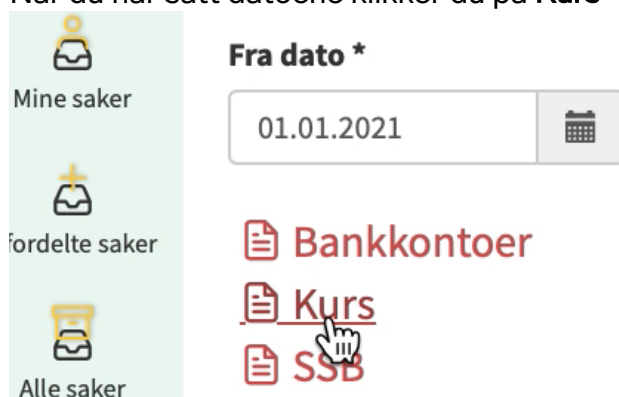 Når du har satt datoene klikker du på Kurs
Mine saker
fordelte saker
Alle saker
Fra dato *
01.01.2021
Bankkontoer
Kurs
SSB